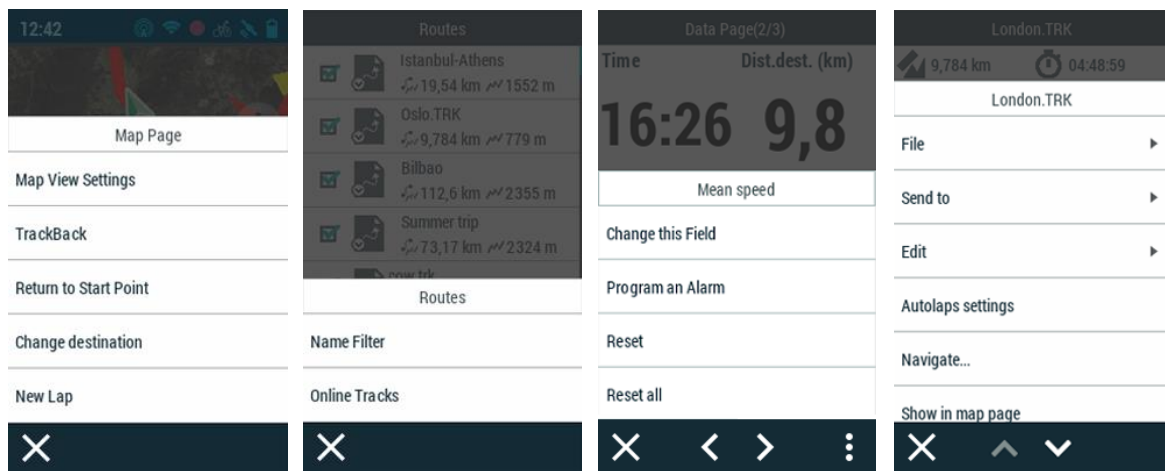 12:42
Map Page
Map View Settings
TrackBack
Return to Start Point
Change destination
New Lap
Routes
Istanbul-Athens
19,54 km 1552 m
Oslo.TRK
9,784 km 779 m
Bilbao
112,6 km 2355 m
Summer trip
73,17 km 2324 m
cow.trk
Routes
Name Filter
Online Tracks
Data Page(2/3)
Time Dist.dest. (km)
16:26 9,8
Mean speed
Change this Field
Program an Alarm
Reset
Reset all
London.TRK
9,784 km 04:48:59
London.TRK
File
Send to
Edit
Autolaps settings
Navigate...
Show in map page